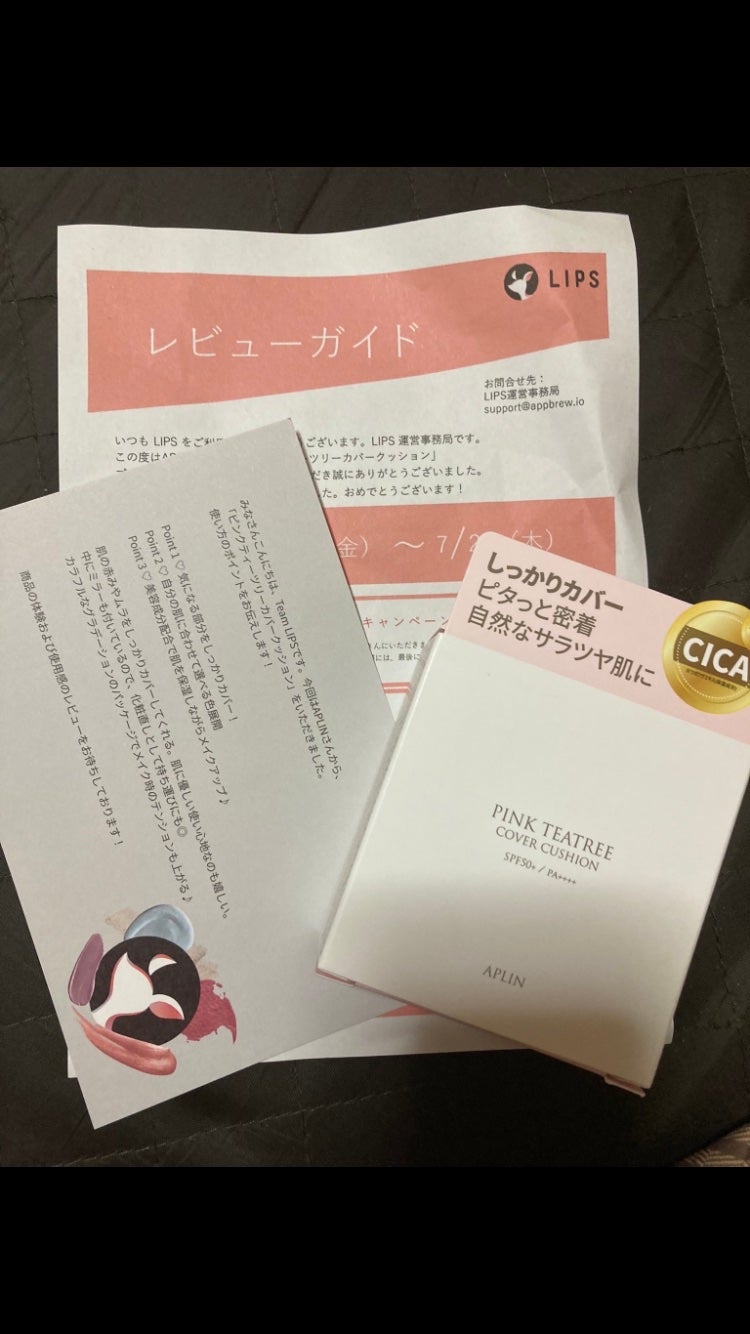 LIPS
レビューガイド
お問合せ先：
LIPS運営事務局
support@appbrew.io
いつも LIPS をご利 ございます。LIPS 運営事務局です。
この度はAP ツリーカバークッション」
だき誠にありがとうございました。
た。おめでとうございます！
金） 〜 7/2 （木）
キャンペーン
みなさんこんにちは、Team LIPSです。今回はAPLINさんから、
「ピンクティーツリーカバークッション」をいただきました。
使い方のポイントをお伝えします！
Point 1 ♡ 気になる部分をしっかりカバー！
Point 2 ♡ 自分の肌に合わせて選べる色展開
Point 3 ♡ 美容成分配合で肌を保湿しながらメイクアップ♪
肌の赤みやムラをしっかりカバーしてくれる。肌に優しい使い心地なのも嬉しい。
中にミラーも付いているので、化粧直しとして持ち運びにも◎
カラフルなグラデーションのパッケージでメイク時のテンションも上がる♪
商品の体験および使用感のレビューをお待ちしております！
しっかりカバー
ピタっと密着
自然なサラツヤ肌に
CICA
PINK TEATREE
COVER CUSHION
SPF50+ / PA++++
APLIN